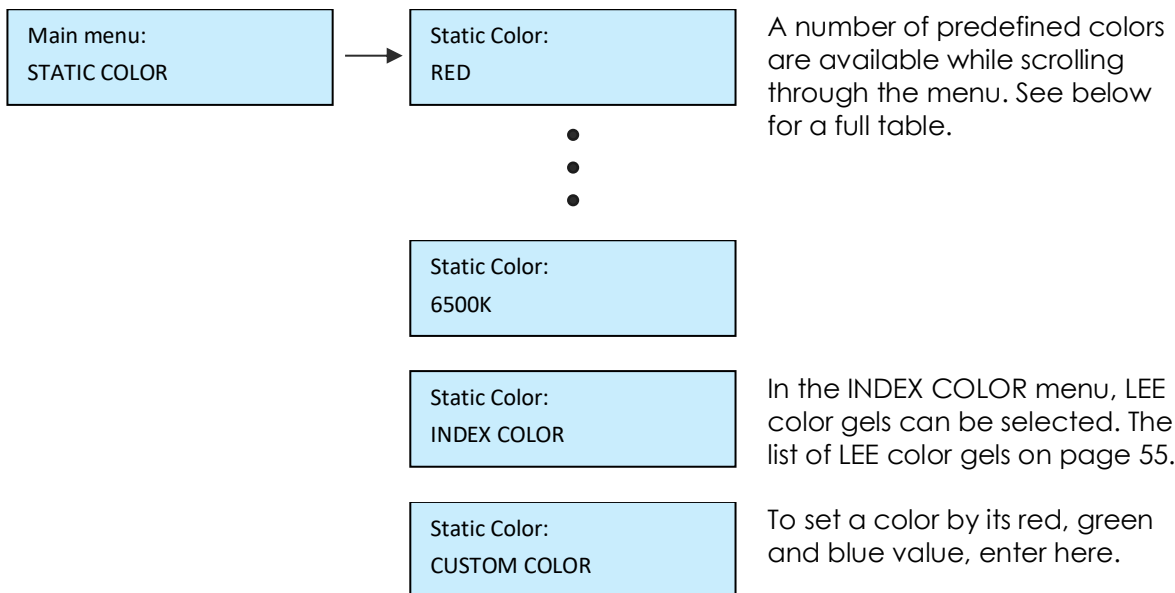 Main menu:
STATIC COLOR
Static Color:
RED
A number of predefined colors
are available while scrolling
through the menu. See below
for a full table.
Static Color:
6500K
Static Color:
INDEX COLOR
In the INDEX COLOR menu, LEE
color gels can be selected. The
list of LEE color gels on page 55.
Static Color:
CUSTOM COLOR
To set a color by its red, green
and blue value, enter here.